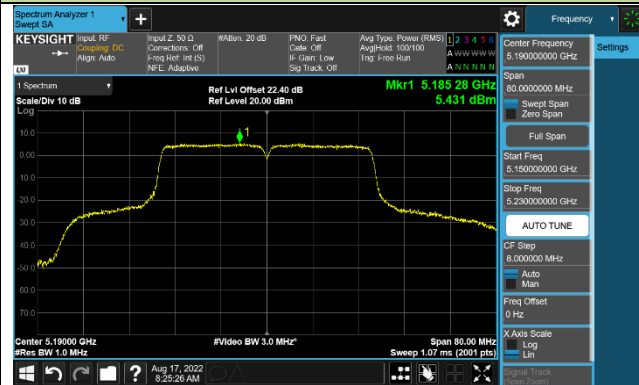 Spectrum Analyzer 1
Swept SA
Frequency
KEYSIGHT
Input: RF
Coupling: DC
Align: Auto
Input Z: 50 Ω
Corrections: Off
Freq Ref: Int (S)
NFE: Adaptive
#Atten: 20 dB
PNO: Fast
Gate: Off
IF Gain: Low
Sig Track: Off
Avg Type: Power (RMS)
Avg|Hold: 100/100
Trig: Free Run
1 2 3 4 5 6
A W W W W W
A N N N N N
LXI
1 Spectrum
Scale/Div 10 dB
Log
Ref Lvl Offset 22.40 dB
Ref Level 20.00 dBm
Mkr1 5.185 28 GHz
5.431 dBm
1
10.0
0.00
-10.0
-20.0
-30.0
-40.0
-50.0
-60.0
-70.0
Center 5.19000 GHz
#Res BW 1.0 MHz
#Video BW 3.0 MHz*
Span 80.00 MHz
Sweep 1.07 ms (2001 pts)
Aug 17, 2022
8:25:26 AM
Center Frequency
5.190000000 GHz
Settings
Span
80.0000000 MHz
Swept Span
Zero Span
Full Span
Start Freq
5.150000000 GHz
Stop Freq
5.230000000 GHz
AUTO TUNE
CF Step
8.000000 MHz
Auto
Man
Freq Offset
0 Hz
X Axis Scale
Log
Lin
Signal Track
(Span Zoom)